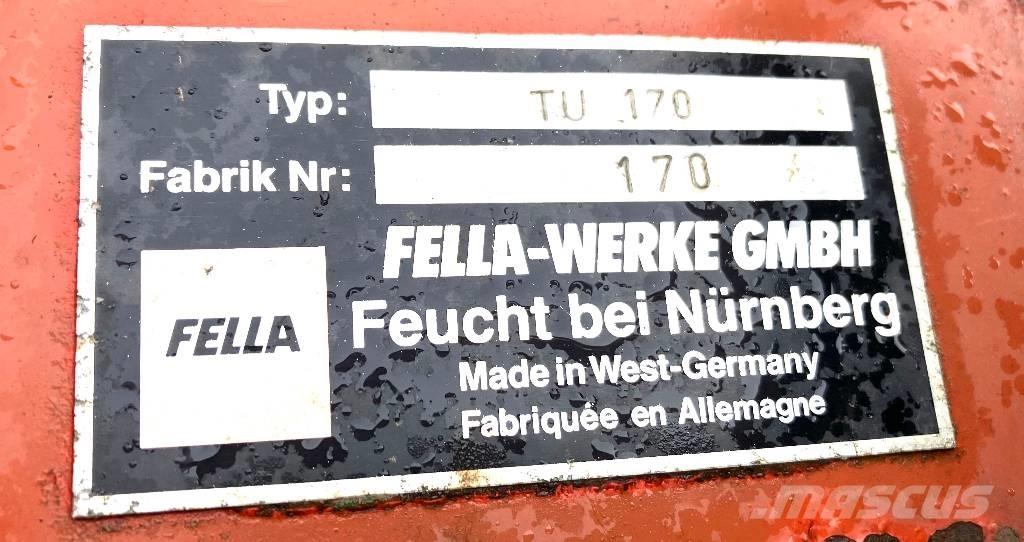 Typ: TU 170
Fabrik Nr: 170
FELLA-WERKE GMBH
FELLA
Feucht bei Nürnberg
Made in West-Germany
Fabriquée en Allemagne
mascus